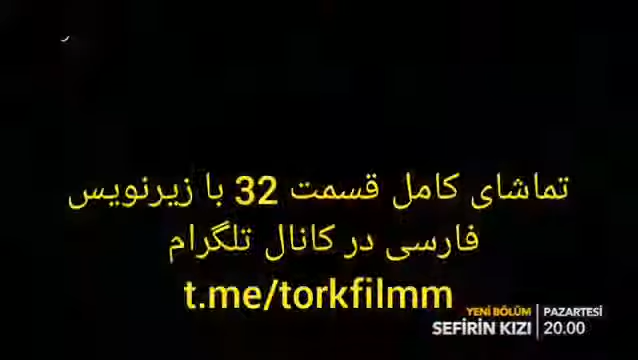 تماشای کامل قسمت 32 با زیرنویس
فارسی در کانال تلگرام
t.me/torkfilmm
YENİ BÖLÜM
SEFİRİN KIZI
PAZARTESİ
20.00